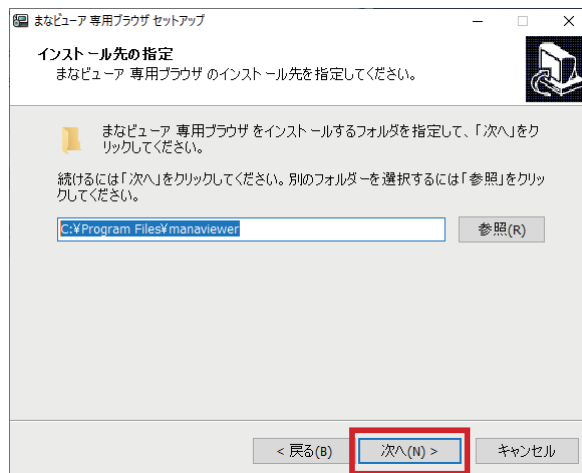 まなビューア 専用ブラウザ セットアップ
インストール先の指定
まなビューア 専用ブラウザ のインストール先を指定してください。
まなビューア 専用ブラウザ をインストールするフォルダを指定して、「次へ」をク
リックしてください。
続けるには「次へ」をクリックしてください。別のフォルダーを選択するには「参照」をクリッ
クしてください。
C:¥Program Files¥manaviewer
参照(R)
< 戻る(B)
次へ(N) >
キャンセル